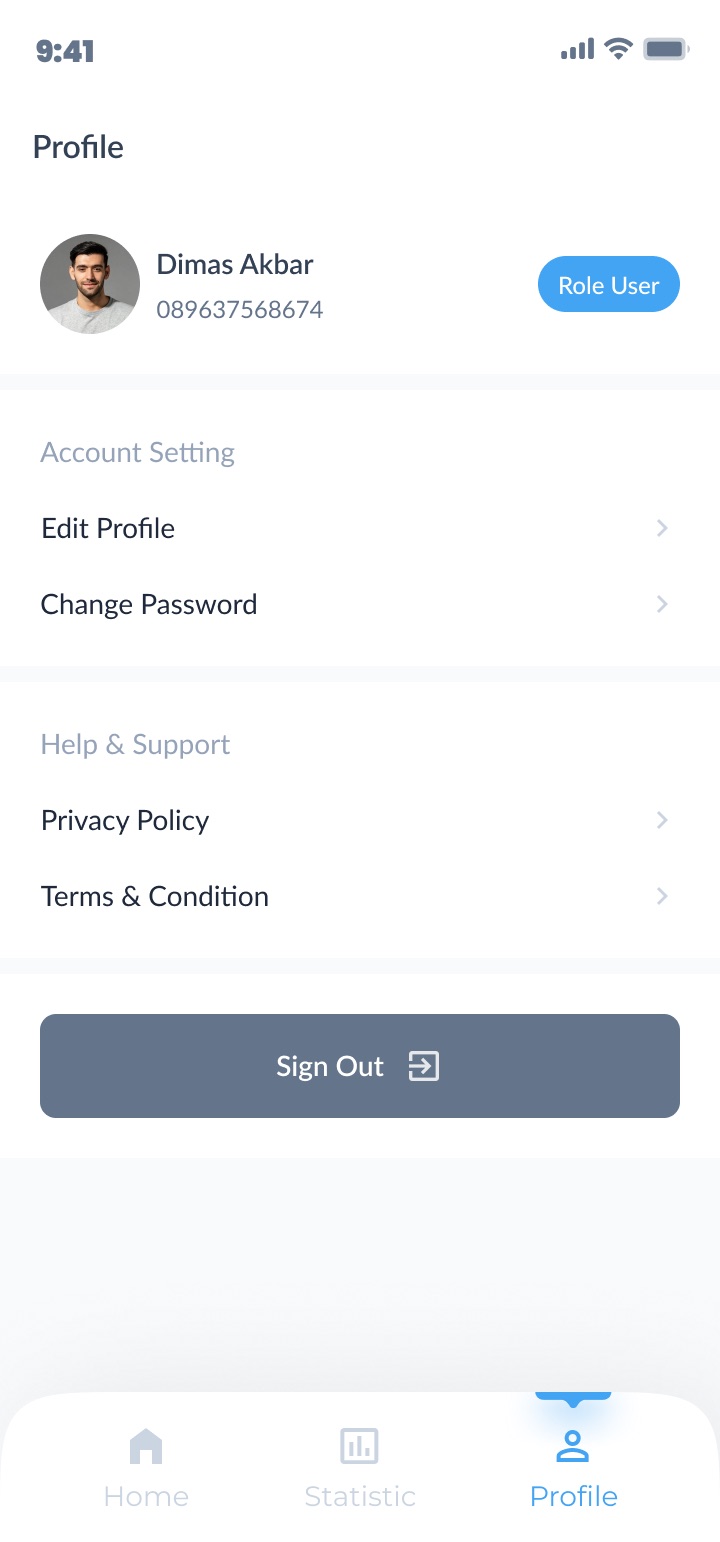 9:41
Profile
Dimas Akbar
089637568674
Role User
Account Setting
Edit Profile
Change Password
Help & Support
Privacy Policy
Terms & Condition
Sign Out
Home
Statistic
Profile